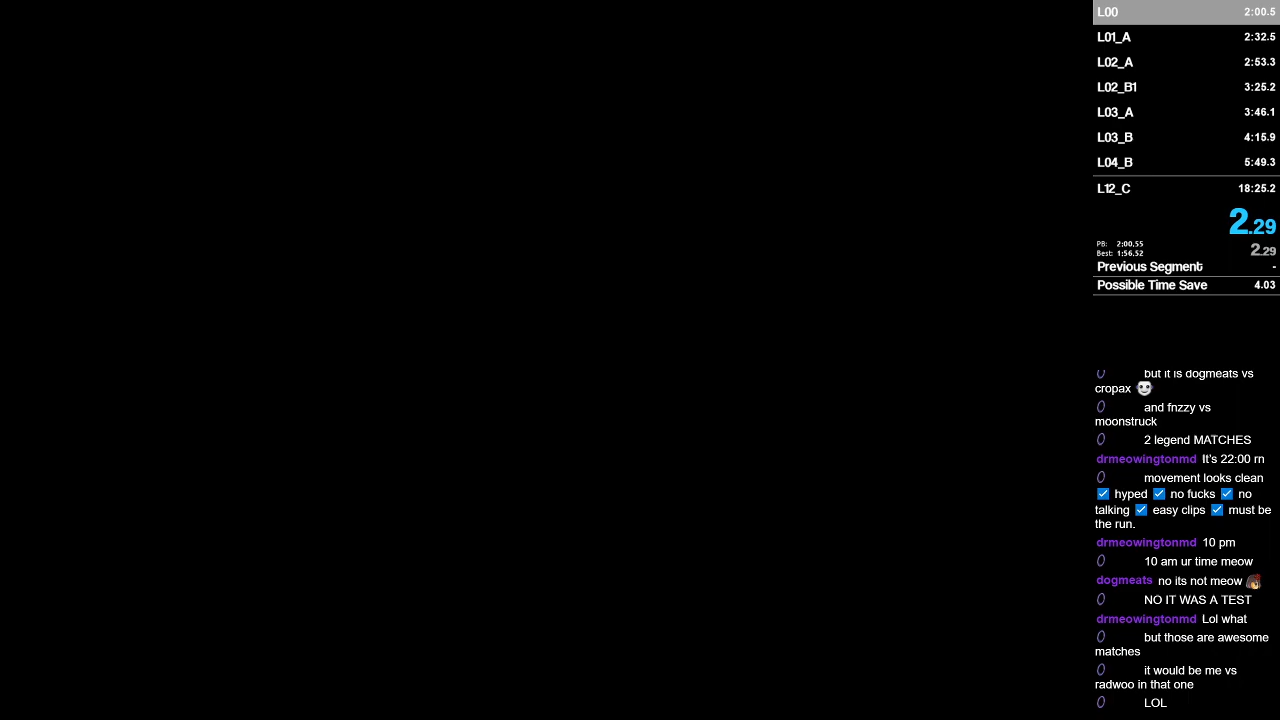 L00 2:00.5
L01_A 2:32.5
L02_A 2:53.3
L02_B1 3:25.2
L03_A 3:46.1
L03_B 4:15.9
L04_B 5:49.3
L12_C 18:25.2
2.29
PB: 2:00.55
Best: 1:56.52
2.29
Previous Segment -
Possible Time Save 4.03
but it is dogmeats vs
cropax
and fnzzy vs
moonstruck
2 legend MATCHES
drmeowingtonmd It's 22:00 rn
movement looks clean
hyped no fucks no
talking easy clips must be
the run.
drmeowingtonmd 10 pm
10 am ur time meow
dogmeats no its not meow
NO IT WAS A TEST
drmeowingtonmd Lol what
but those are awesome
matches
it would be me vs
radwoo in that one
LOL